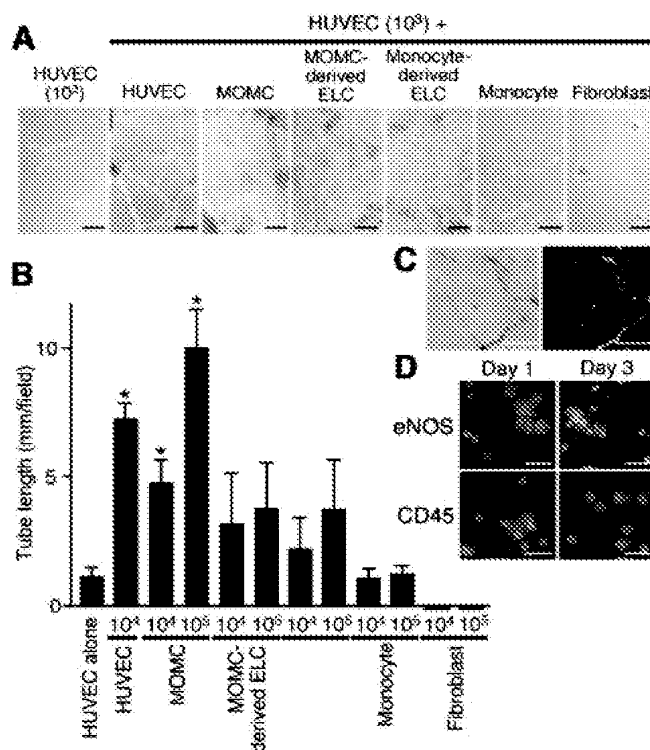 A
HUVEC (10³) +
HUVEC (10³)
HUVEC
MOMC
MOMC-derived ELC
Monocyte-derived ELC
Monocyte
Fibroblast
B
C
D
Day 1
Day 3
eNOS
CD45
Tube length (mm/field)
10
5
0
10⁴ 10⁴ 10⁵ 10⁴ 10⁵ 10⁴ 10⁵ 10⁴ 10⁵ 10⁴ 10⁵
HUVEC alone
HUVEC
MOMC
MOMC-derived ELC
Monocyte
Fibroblast